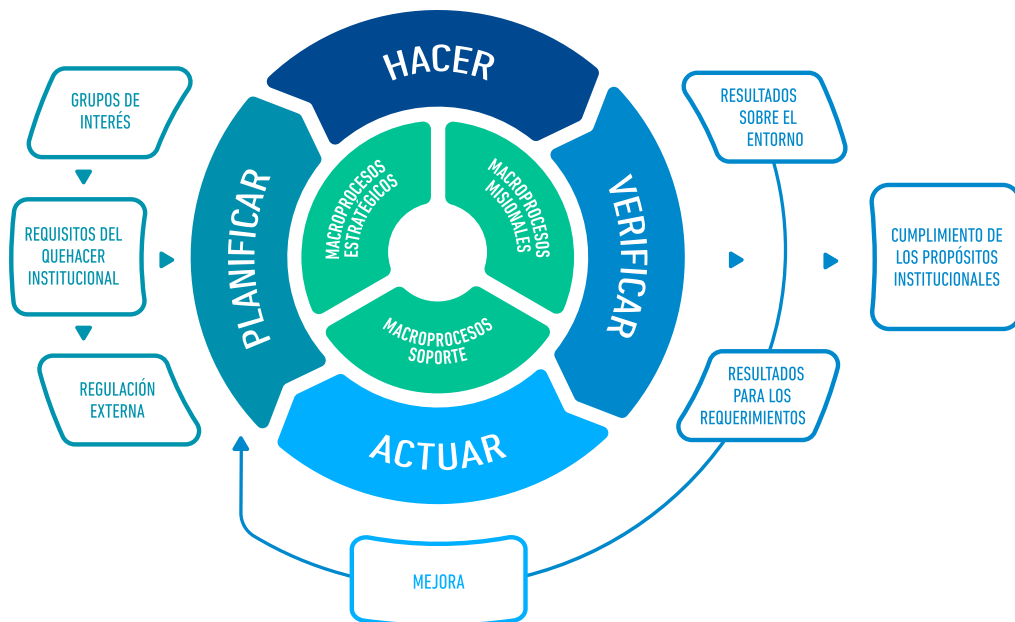 GRUPOS DE
INTERÉS
REQUISITOS DEL
QUEHACER
INSTITUCIONAL
REGULACIÓN
EXTERNA
PLANIFICAR
HACER
VERIFICAR
ACTUAR
MACROPROCESOS
ESTRATÉGICOS
MACROPROCESOS
MISIONALES
MACROPROCESOS
SOPORTE
RESULTADOS
SOBRE EL
ENTORNO
RESULTADOS
PARA LOS
REQUERIMIENTOS
CUMPLIMIENTO DE
LOS PROPÓSITOS
INSTITUCIONALES
MEJORA